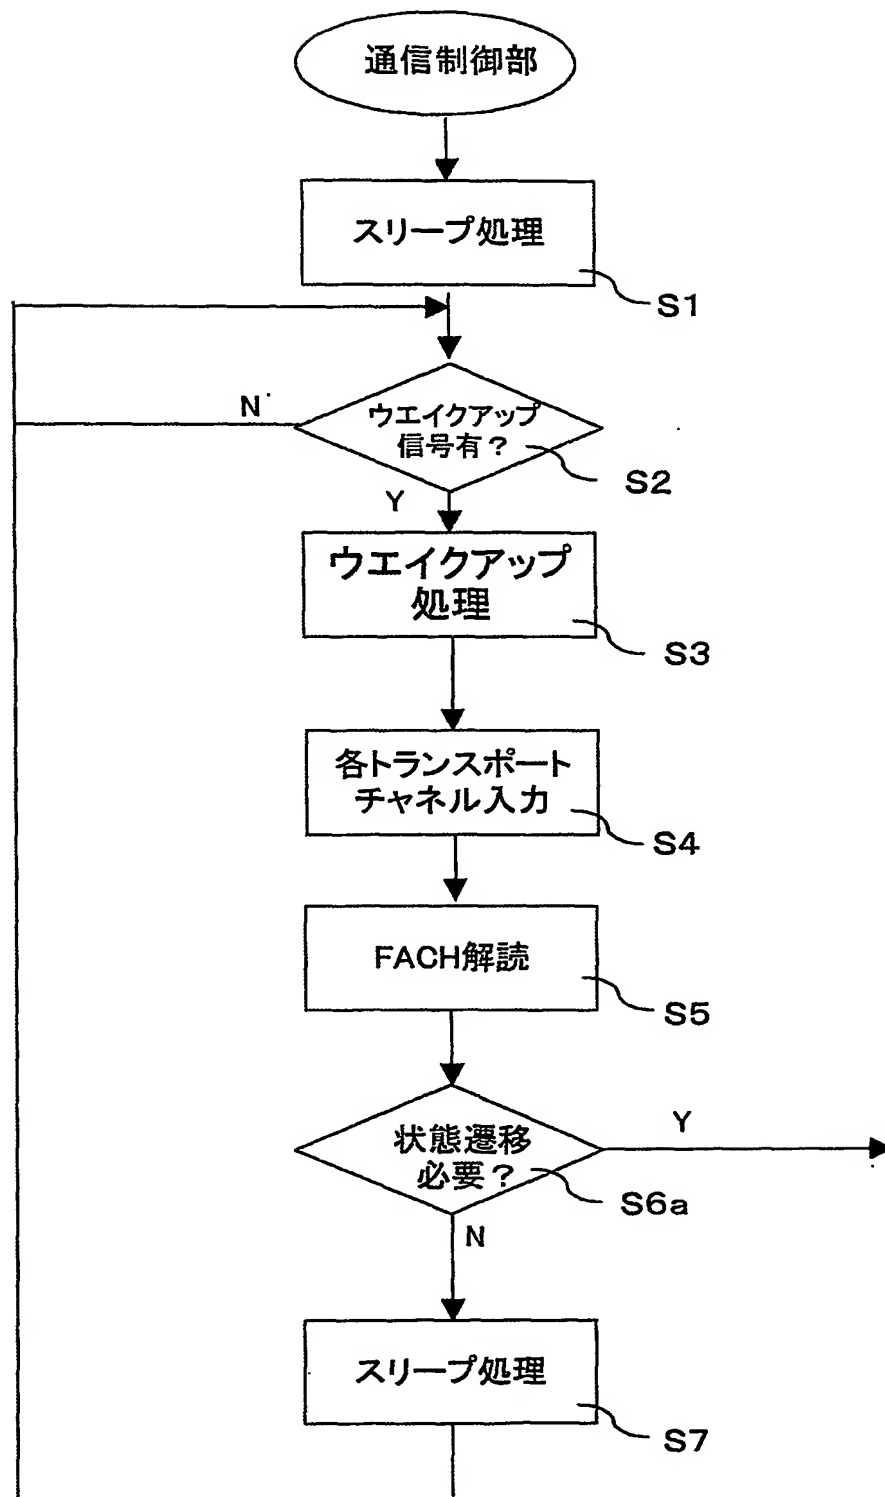 通信制御部
スリープ処理
S1
N
ウエイクアップ
信号有？
S2
Y
ウエイクアップ
処理
S3
各トランスポート
チャネル入力
S4
FACH解読
S5
状態遷移
必要？
Y
S6a
N
スリープ処理
S7